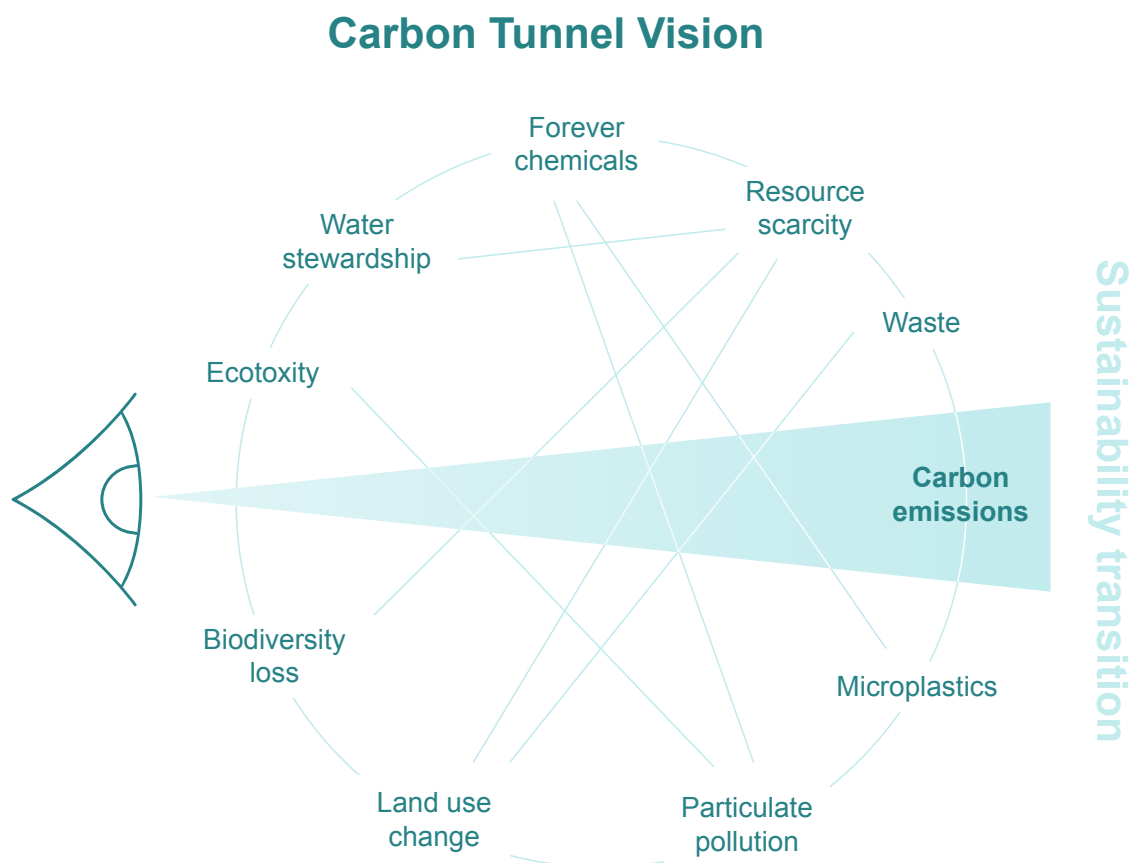 Carbon Tunnel Vision
Forever
chemicals
Resource
scarcity
Water
stewardship
Waste
Ecotoxity
Carbon
emissions
Sustainability transition
Biodiversity
loss
Microplastics
Land use
change
Particulate
pollution